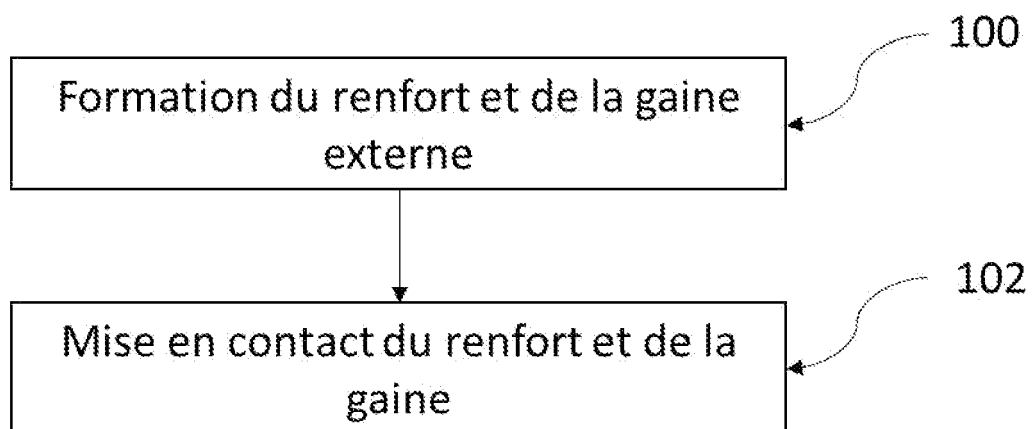 100
Formation du renfort et de la gaine
externe
102
Mise en contact du renfort et de la
gaine